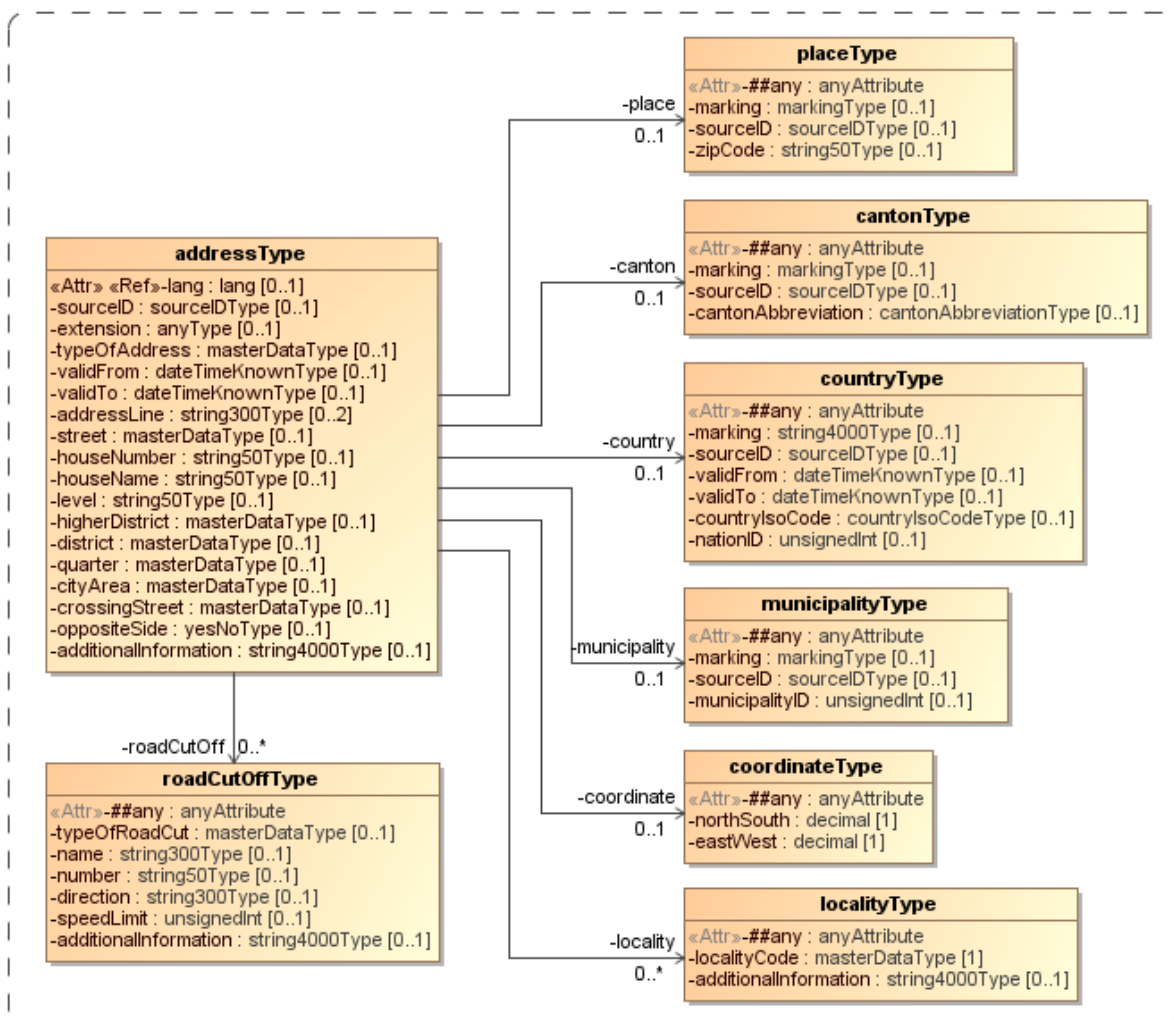 placeType
«Attr»-##any : anyAttribute
-marking : markingType [0..1]
-sourceID : sourceIDType [0..1]
-zipCode : string50Type [0..1]
-place
0..1
cantonType
«Attr»-##any : anyAttribute
-marking : markingType [0..1]
-sourceID : sourceIDType [0..1]
-cantonAbbreviation : cantonAbbreviationType [0..1]
-canton
0..1
addressType
«Attr» «Ref»-lang : lang [0..1]
-sourceID : sourceIDType [0..1]
-extension : anyType [0..1]
-typeOfAddress : masterDataType [0..1]
-validFrom : dateTimeKnownType [0..1]
-validTo : dateTimeKnownType [0..1]
-addressLine : string300Type [0..2]
-street : masterDataType [0..1]
-houseNumber : string50Type [0..1]
-houseName : string50Type [0..1]
-level : string50Type [0..1]
-higherDistrict : masterDataType [0..1]
-district : masterDataType [0..1]
-quarter : masterDataType [0..1]
-cityArea : masterDataType [0..1]
-crossingStreet : masterDataType [0..1]
-oppositeSide : yesNoType [0..1]
-additionalInformation : string4000Type [0..1]
countryType
«Attr»-##any : anyAttribute
-marking : string4000Type [0..1]
-sourceID : sourceIDType [0..1]
-validFrom : dateTimeKnownType [0..1]
-validTo : dateTimeKnownType [0..1]
-countryIsoCode : countryIsoCodeType [0..1]
-nationID : unsignedInt [0..1]
-country
0..1
municipalityType
«Attr»-##any : anyAttribute
-marking : markingType [0..1]
-sourceID : sourceIDType [0..1]
-municipalityID : unsignedInt [0..1]
-municipality
0..1
-roadCutOff 0..*
roadCutOffType
«Attr»-##any : anyAttribute
-typeOfRoadCut : masterDataType [0..1]
-name : string300Type [0..1]
-number : string50Type [0..1]
-direction : string300Type [0..1]
-speedLimit : unsignedInt [0..1]
-additionalInformation : string4000Type [0..1]
coordinateType
«Attr»-##any : anyAttribute
-northSouth : decimal [1]
-eastWest : decimal [1]
-coordinate
0..1
localityType
«Attr»-##any : anyAttribute
-localityCode : masterDataType [1]
-additionalInformation : string4000Type [0..1]
-locality
0..*